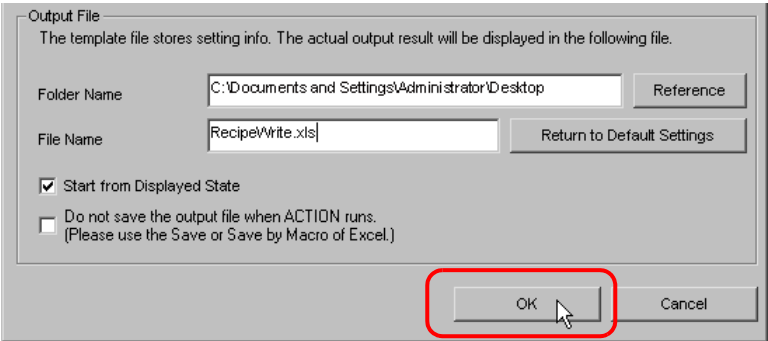 Output File
The template file stores setting info. The actual output result will be displayed in the following file.
Folder Name
C:\Documents and Settings\Administrator\Desktop
Reference
File Name
RecipeWrite.xls
Return to Default Settings
Start from Displayed State
Do not save the output file when ACTION runs.
(Please use the Save or Save by Macro of Excel.)
OK
Cancel